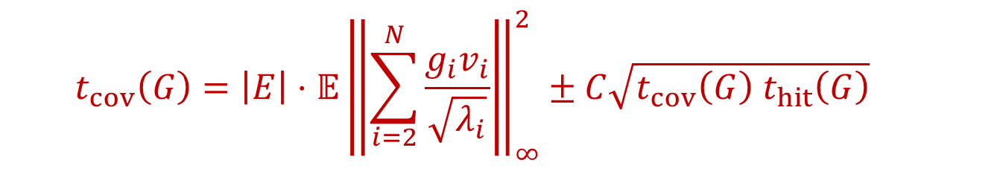 t_cov(G) = |E| · 𝔼 ‖∑_{i=2}^{N} g_i v_i / √λ_i‖_∞^2 ± C√(t_cov(G) t_hit(G))